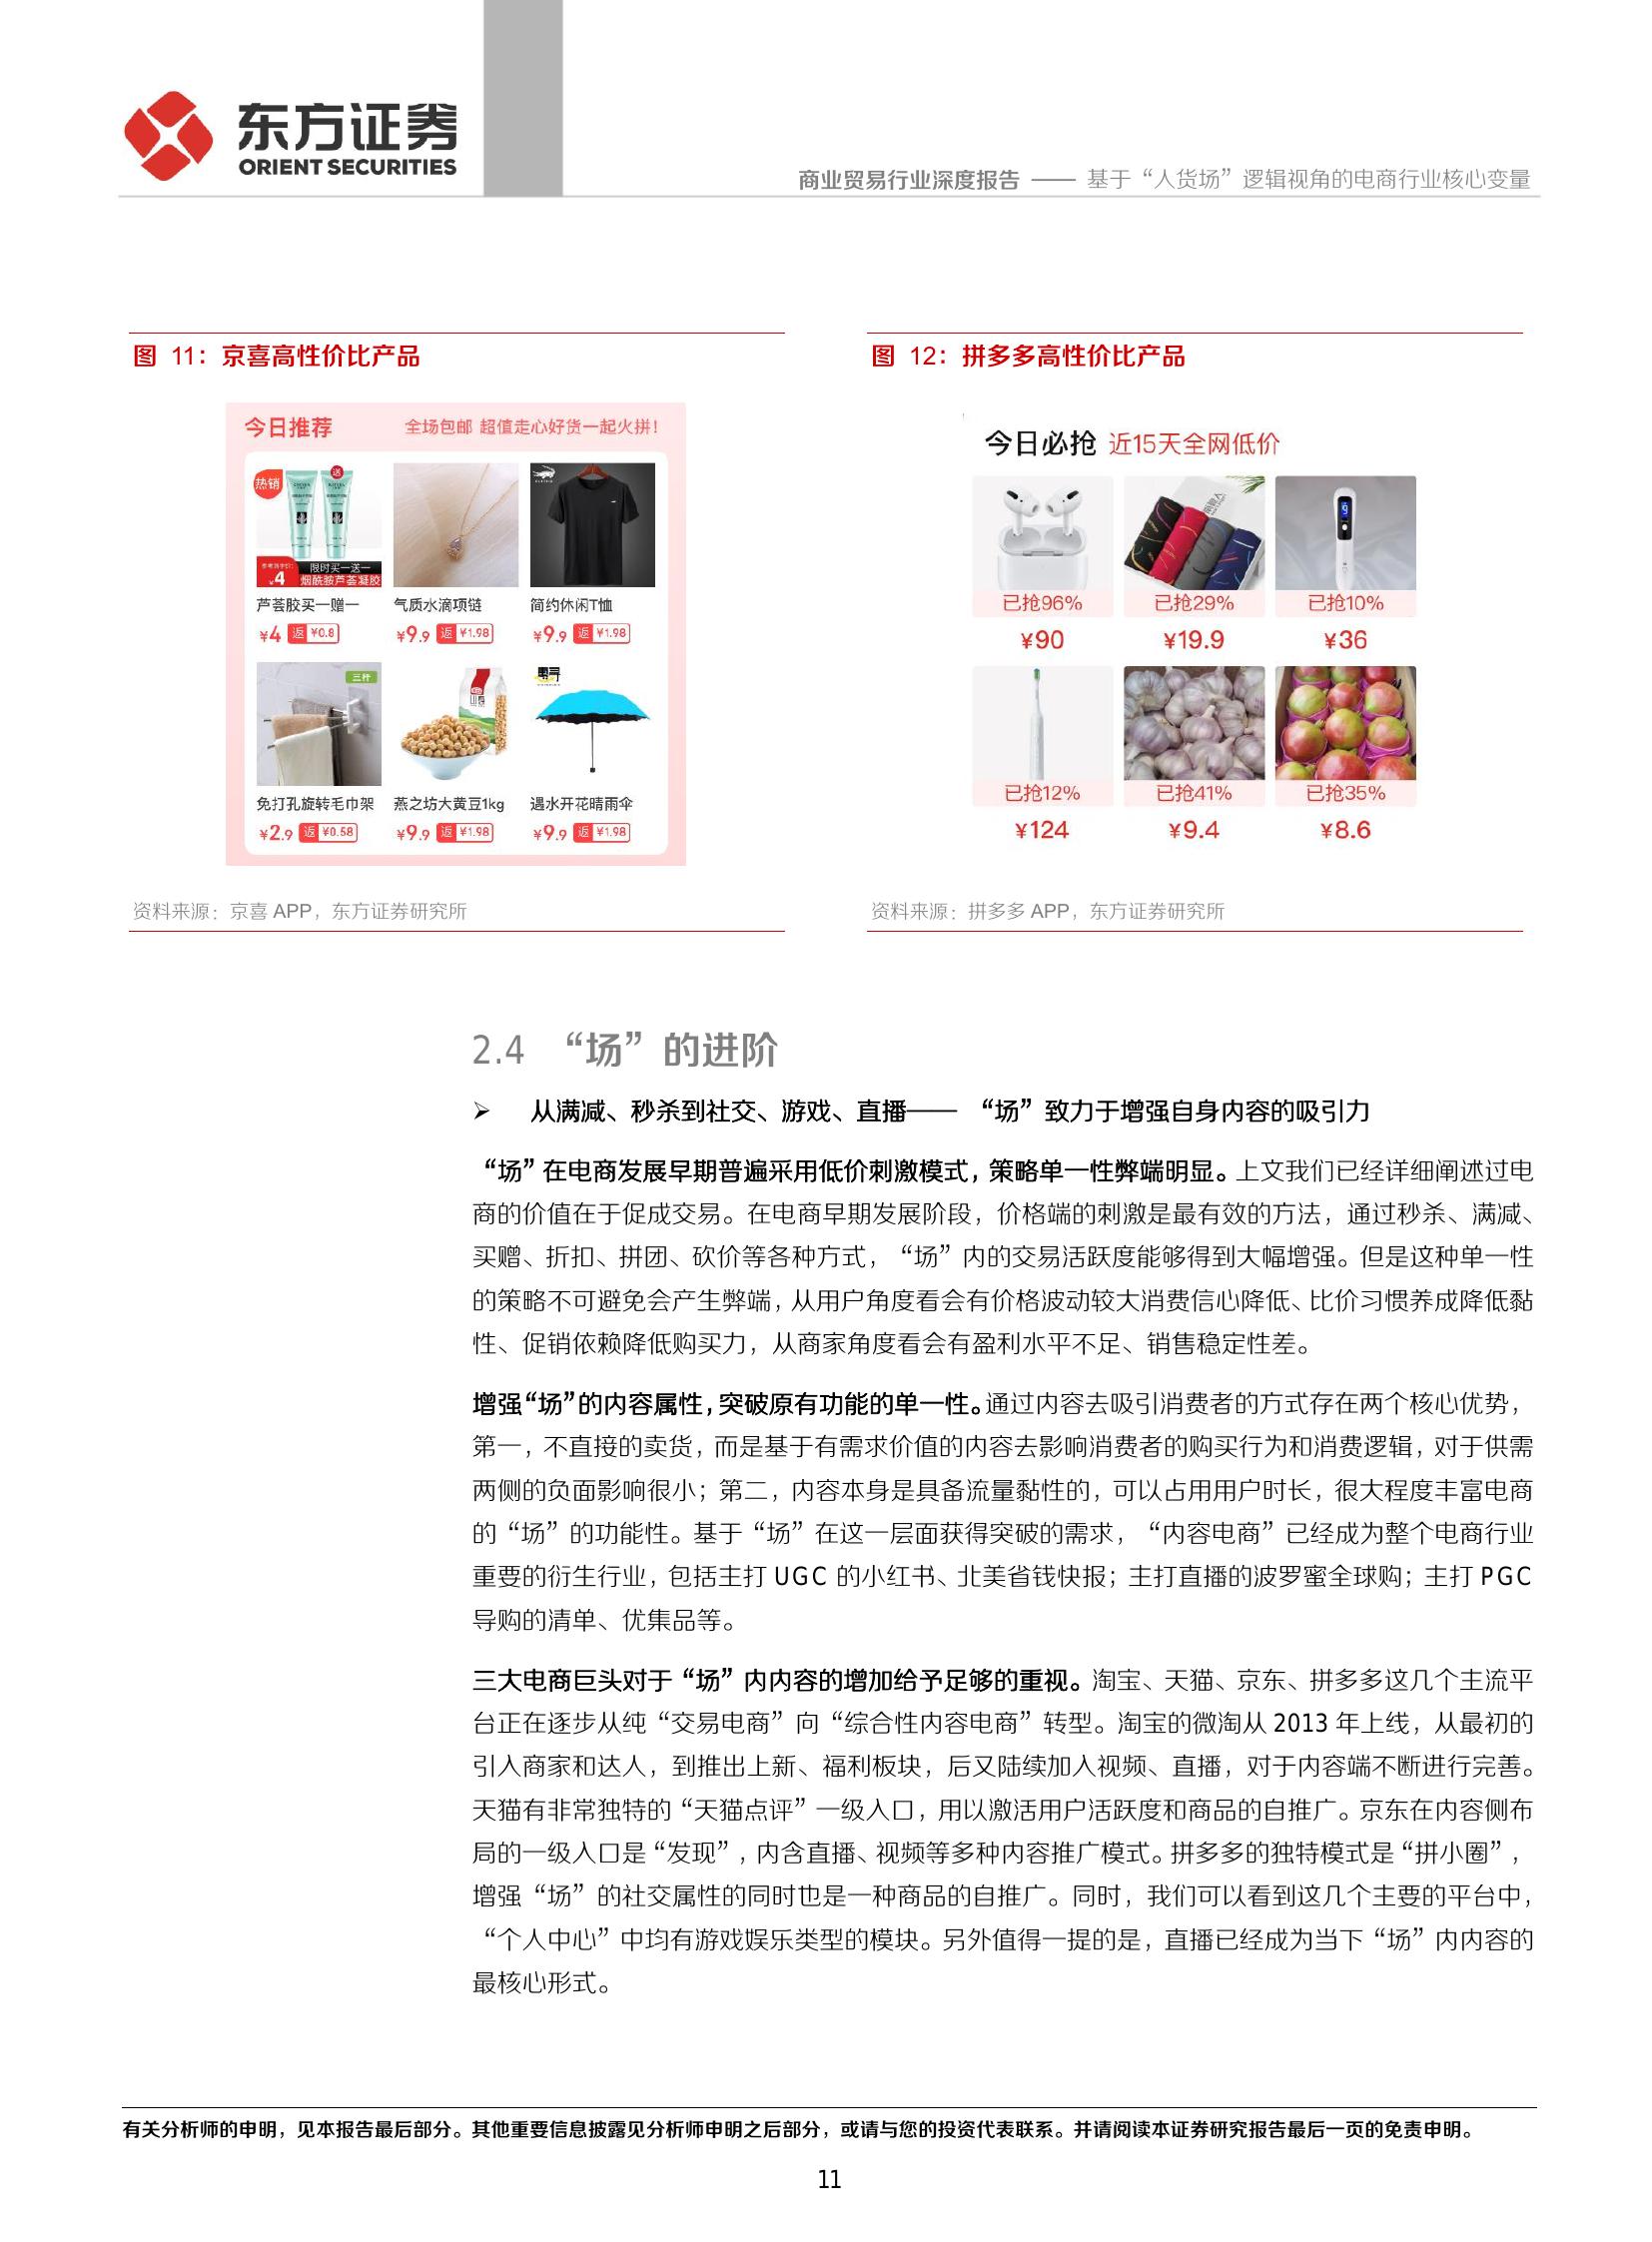 东方证券
ORIENT SECURITIES
商业贸易行业深度报告 —— 基于“人货场”逻辑视角的电商行业核心变量
图 11：京喜高性价比产品
今日推荐 全场包邮 超值走心好货一起火拼！
热销
送
¥4
限时买一送一
烟酰胺芦荟凝胶
芦荟胶买一赠一 气质水滴项链 简约休闲T恤
¥4 返 ¥0.8 ¥9.9 返 ¥1.98 ¥9.9 返 ¥1.98
三杆
免打孔旋转毛巾架 燕之坊大黄豆1kg 遇水开花晴雨伞
¥2.9 返 ¥0.58 ¥9.9 返 ¥1.98 ¥9.9 返 ¥1.98
资料来源：京喜 APP，东方证券研究所
图 12：拼多多高性价比产品
今日必抢 近15天全网低价
已抢96% 已抢29% 已抢10%
¥90 ¥19.9 ¥36
已抢12% 已抢41% 已抢35%
¥124 ¥9.4 ¥8.6
资料来源：拼多多 APP，东方证券研究所
2.4 “场”的进阶
➢ 从满减、秒杀到社交、游戏、直播—— “场”致力于增强自身内容的吸引力
“场”在电商发展早期普遍采用低价刺激模式，策略单一性弊端明显。上文我们已经详细阐述过电
商的价值在于促成交易。在电商早期发展阶段，价格端的刺激是最有效的方法，通过秒杀、满减、
买赠、折扣、拼团、砍价等各种方式，“场”内的交易活跃度能够得到大幅增强。但是这种单一性
的策略不可避免会产生弊端，从用户角度看会有价格波动较大消费信心降低、比价习惯养成降低黏
性、促销依赖降低购买力，从商家角度看会有盈利水平不足、销售稳定性差。
增强“场”的内容属性，突破原有功能的单一性。通过内容去吸引消费者的方式存在两个核心优势，
第一，不直接的卖货，而是基于有需求价值的内容去影响消费者的购买行为和消费逻辑，对于供需
两侧的负面影响很小；第二，内容本身是具备流量黏性的，可以占用用户时长，很大程度丰富电商
的“场”的功能性。基于“场”在这一层面获得突破的需求，“内容电商”已经成为整个电商行业
重要的衍生行业，包括主打 UGC 的小红书、北美省钱快报；主打直播的波罗蜜全球购；主打 PGC
导购的清单、优集品等。
三大电商巨头对于“场”内内容的增加给予足够的重视。淘宝、天猫、京东、拼多多这几个主流平
台正在逐步从纯“交易电商”向“综合性内容电商”转型。淘宝的微淘从 2013 年上线，从最初的
引入商家和达人，到推出上新、福利板块，后又陆续加入视频、直播，对于内容端不断进行完善。
天猫有非常独特的“天猫点评”一级入口，用以激活用户活跃度和商品的自推广。京东在内容侧布
局的一级入口是“发现”，内含直播、视频等多种内容推广模式。拼多多的独特模式是“拼小圈”，
增强“场”的社交属性的同时也是一种商品的自推广。同时，我们可以看到这几个主要的平台中，
“个人中心”中均有游戏娱乐类型的模块。另外值得一提的是，直播已经成为当下“场”内内容的
最核心形式。
有关分析师的申明，见本报告最后部分。其他重要信息披露见分析师申明之后部分，或请与您的投资代表联系。并请阅读本证券研究报告最后一页的免责申明。
11